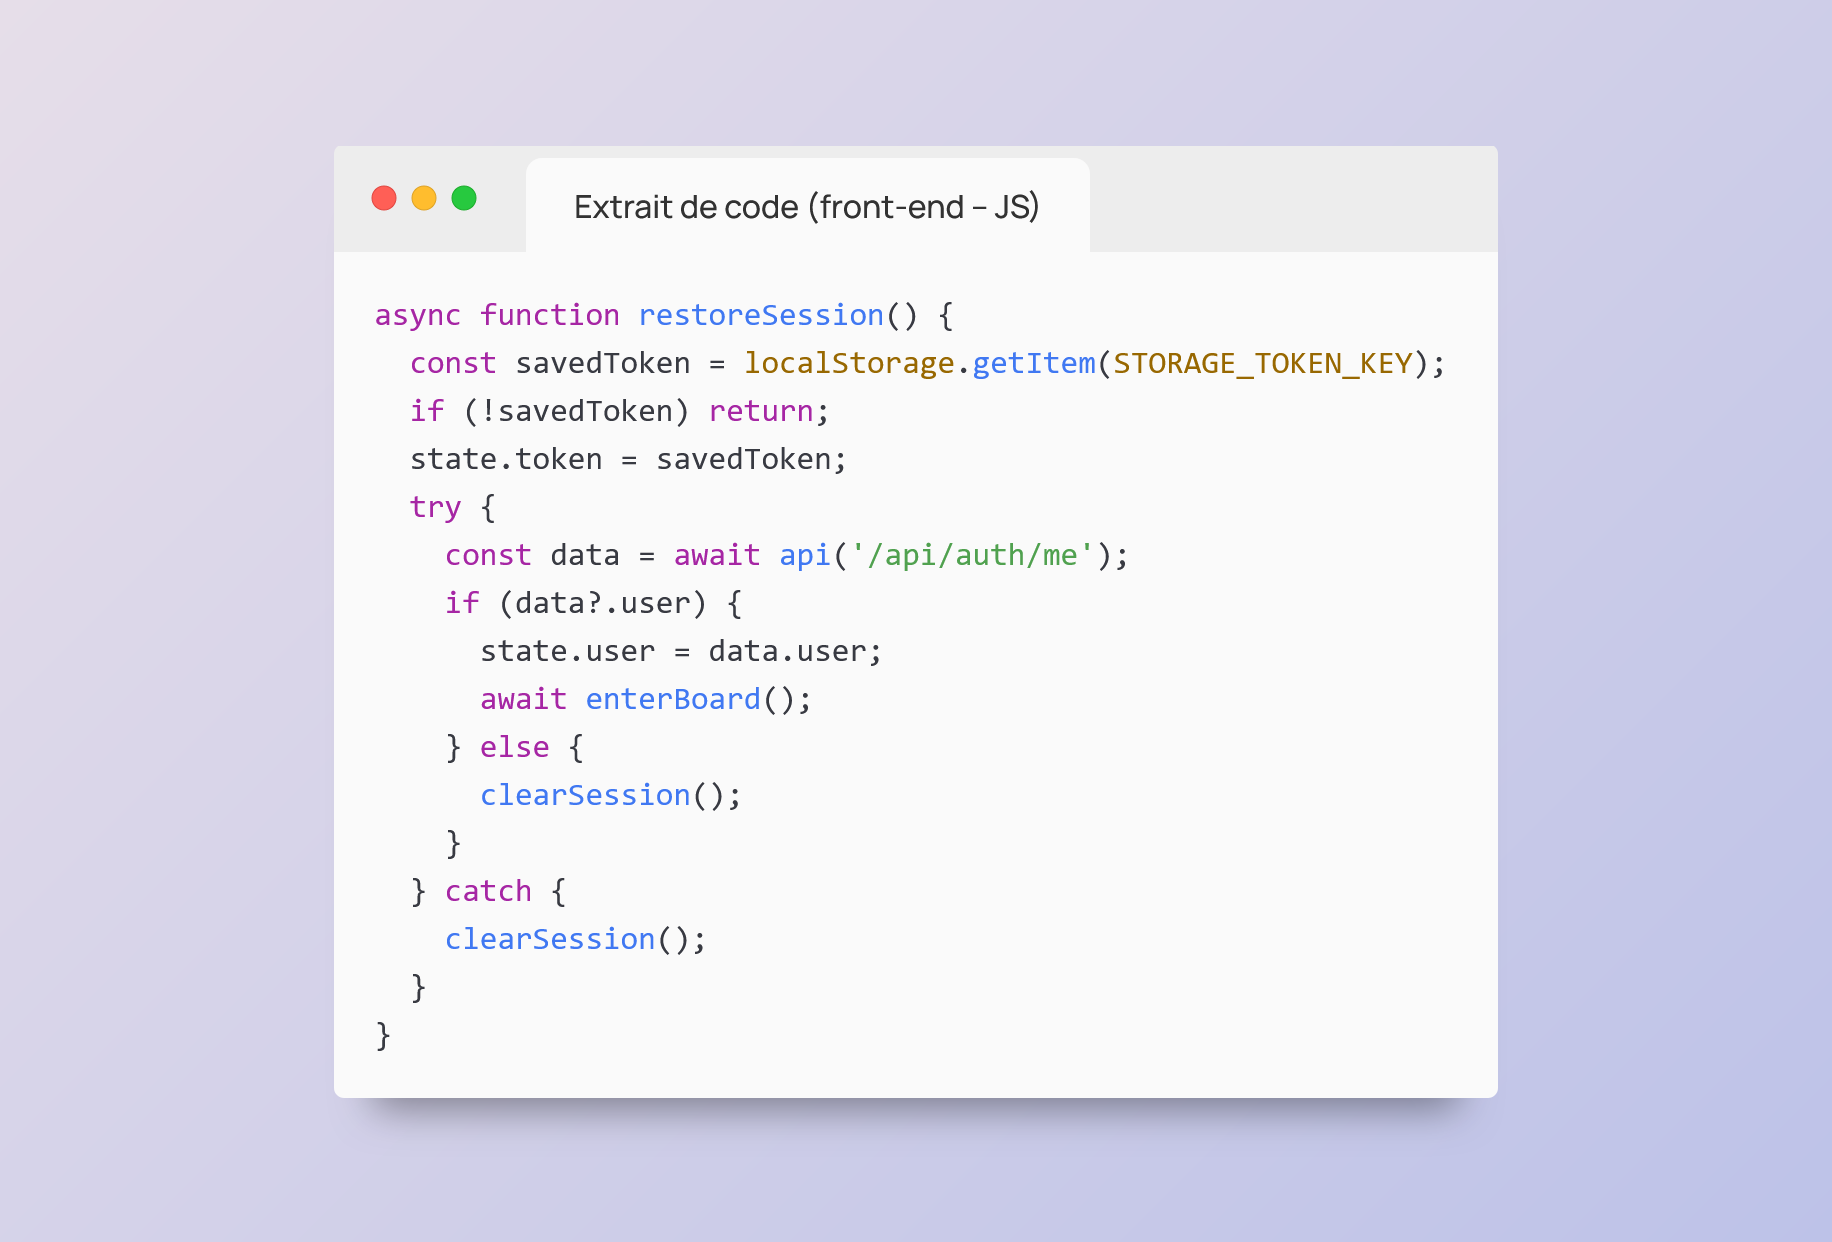 Extrait de code (front-end – JS)
async function restoreSession() {
  const savedToken = localStorage.getItem(STORAGE_TOKEN_KEY);
  if (!savedToken) return;
  state.token = savedToken;
  try {
    const data = await api('/api/auth/me');
    if (data?.user) {
      state.user = data.user;
      await enterBoard();
    } else {
      clearSession();
    }
  } catch {
    clearSession();
  }
}